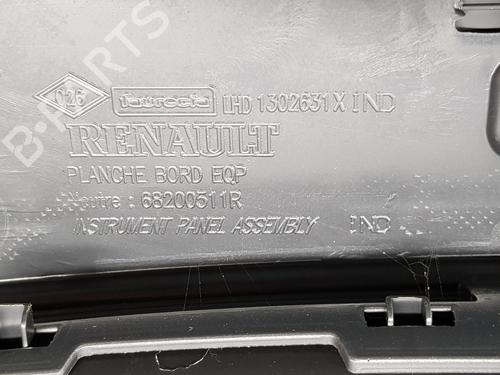 B-PARTS
026 faurecia LHD 1302631X IND
RENAULT
PLANCHE BORD EQP
Neutre : 68200511R
INSTRUMENT PANEL ASSEMBLY IND